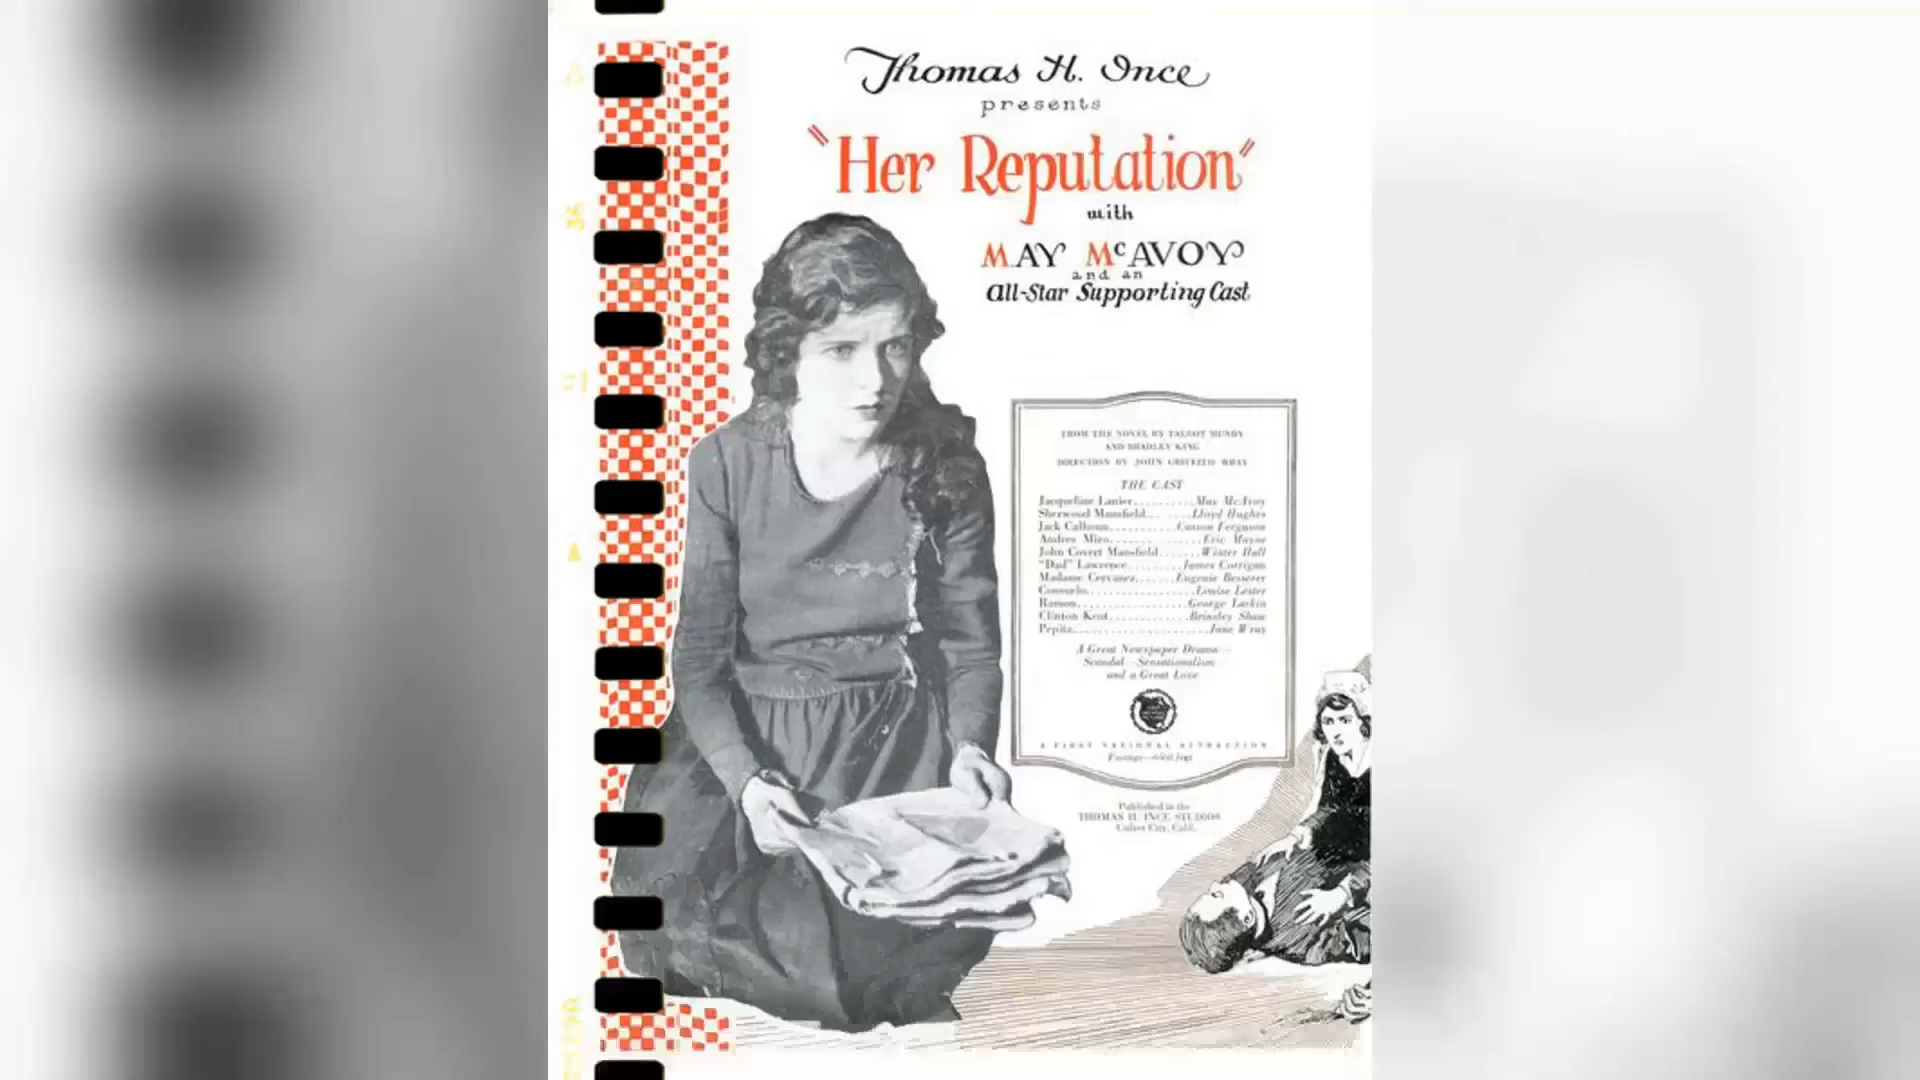 Thomas H. Ince
presents
"Her Reputation"
with
MAY McAVOY
and an
All-Star Supporting Cast
FROM THE NOVEL BY TALBOT MUNDY
AND BRADLEY KING
DIRECTION BY JOHN GRIFFITH WRAY
THE CAST
Jacqueline Lanier..........May McAvoy
Sherwood Mansfield........Lloyd Hughes
Jack Calhoun...........Casson Ferguson
Andres Miro...............Eric Mayne
John Covert Mansfield.......Winter Hall
"Dad" Lawrence.........James Corrigan
Madame Cervanez......Eugenie Besserer
Consuelo..................Louise Lester
Ramon..................George Larkin
Clinton Kent.............Brinsley Shaw
Pepita.......................Jane Wray
A Great Newspaper Drama—
Scandal—Sensationalism
and a Great Love
A FIRST NATIONAL ATTRACTION
Published in the
THOMAS H. INCE STUDIOS
Culver City, Calif.